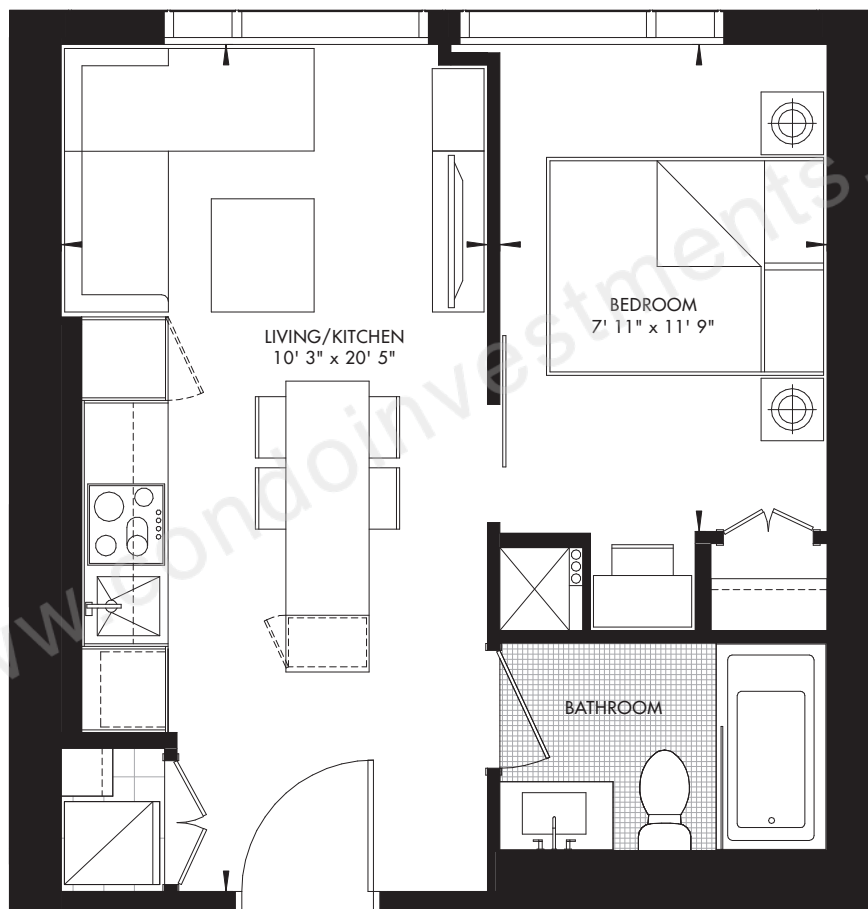 LIVING/KITCHEN
10' 3" x 20' 5"
BEDROOM
7' 11" x 11' 9"
BATHROOM
www.condoinvestments.